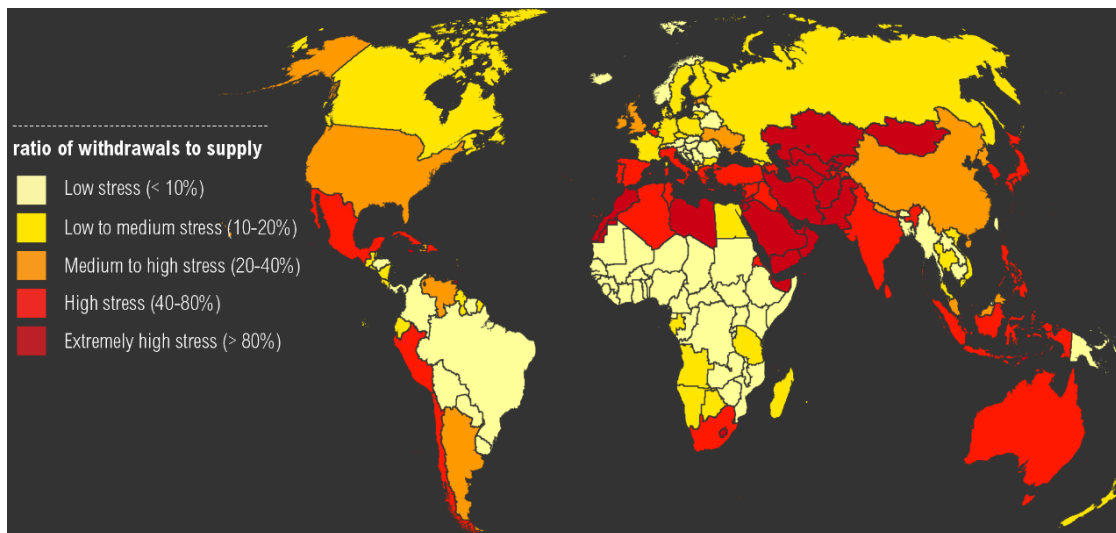 ratio of withdrawals to supply
Low stress (< 10%)
Low to medium stress (10-20%)
Medium to high stress (20-40%)
High stress (40-80%)
Extremely high stress (> 80%)